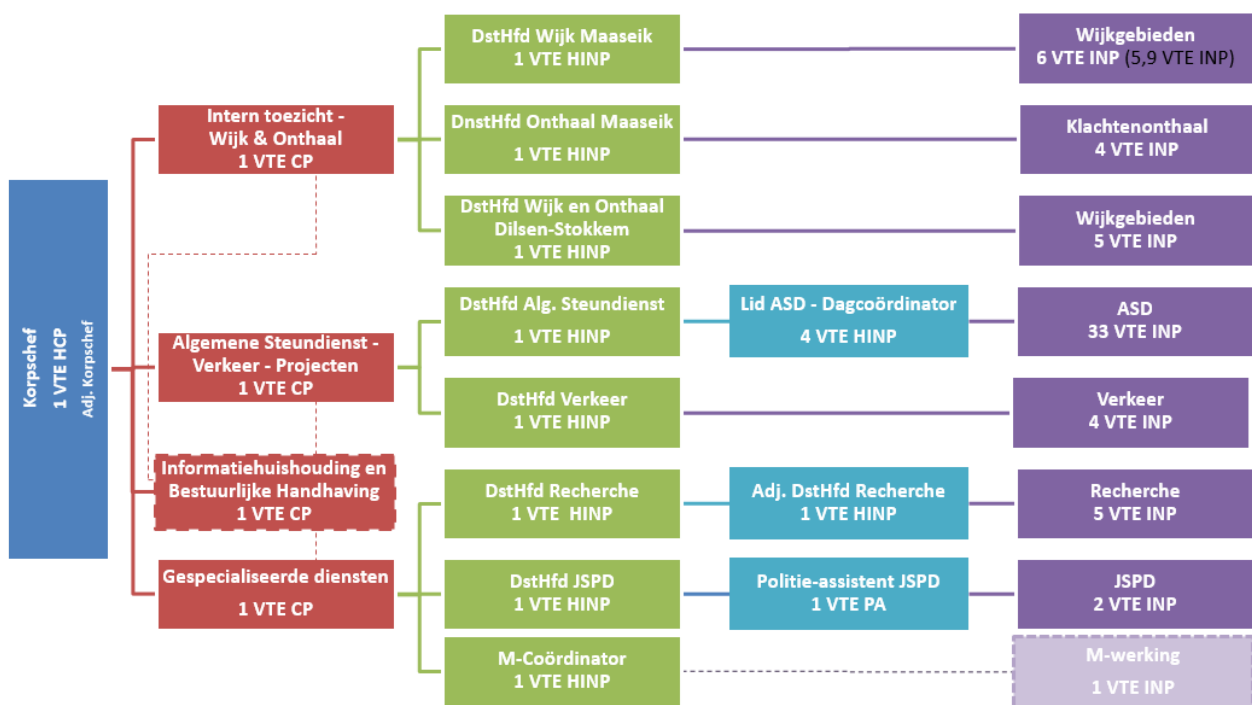 Korpschef
1 VTE HCP
Adj. Korpschef
Intern toezicht -
Wijk & Onthaal
1 VTE CP
Algemene Steundienst -
Verkeer - Projecten
1 VTE CP
Informatiehuishouding en
Bestuurlijke Handhaving
1 VTE CP
Gespecialiseerde diensten
1 VTE CP
DstHfd Wijk Maaseik
1 VTE HINP
DnstHfd Onthaal Maaseik
1 VTE HINP
DstHfd Wijk en Onthaal
Dilsen-Stokkem
1 VTE HINP
DstHfd Alg. Steundienst
1 VTE HINP
DstHfd Verkeer
1 VTE HINP
DstHfd Recherche
1 VTE HINP
DstHfd JSPD
1 VTE HINP
M-Coördinator
1 VTE HINP
Lid ASD - Dagcoördinator
4 VTE HINP
Adj. DstHfd Recherche
1 VTE HINP
Politie-assistent JSPD
1 VTE PA
Wijkgebieden
6 VTE INP (5,9 VTE INP)
Klachtenonthaal
4 VTE INP
Wijkgebieden
5 VTE INP
ASD
33 VTE INP
Verkeer
4 VTE INP
Recherche
5 VTE INP
JSPD
2 VTE INP
M-werking
1 VTE INP